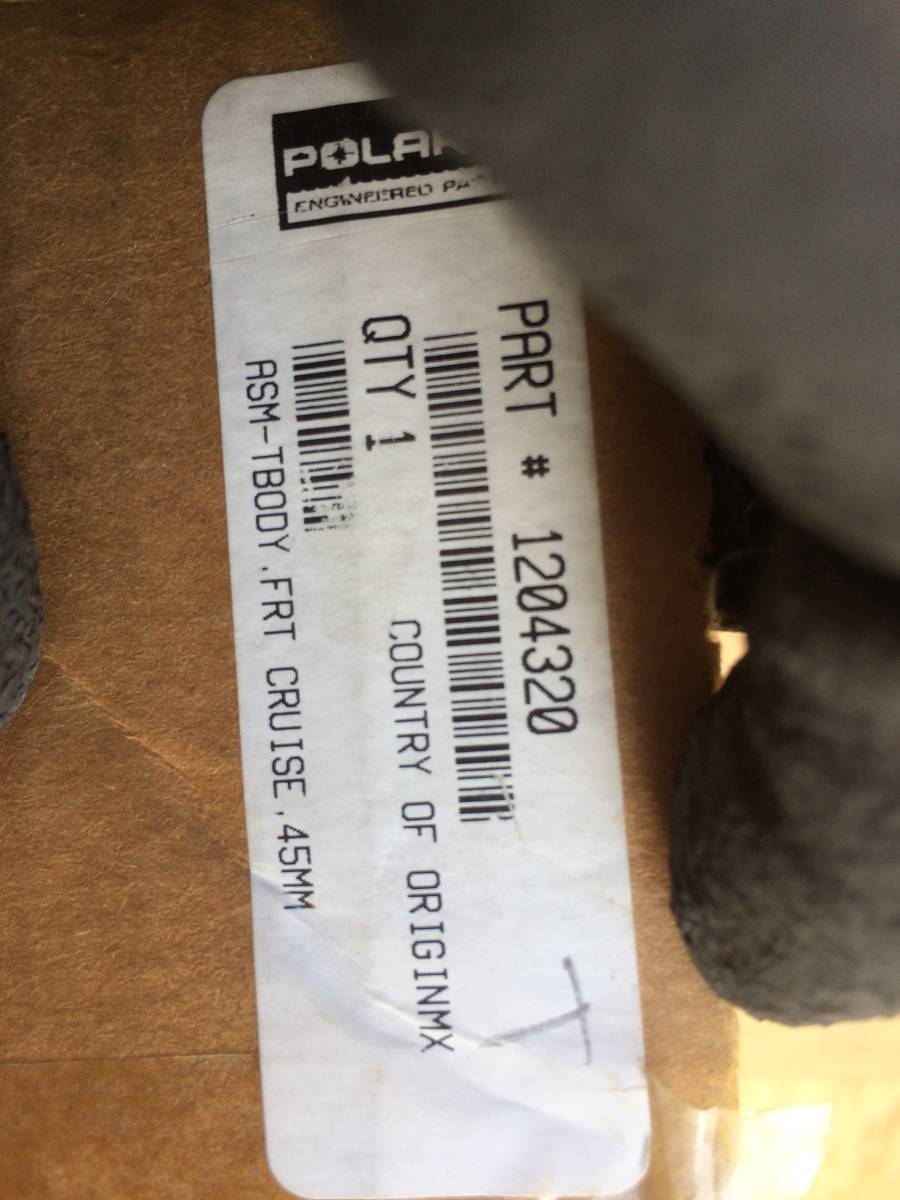 POLAR
ENGINEERED PA
PART # 1204320
QTY 1
COUNTRY OF ORIGINMX
ASM-TBODY,FRT CRUISE,45MM